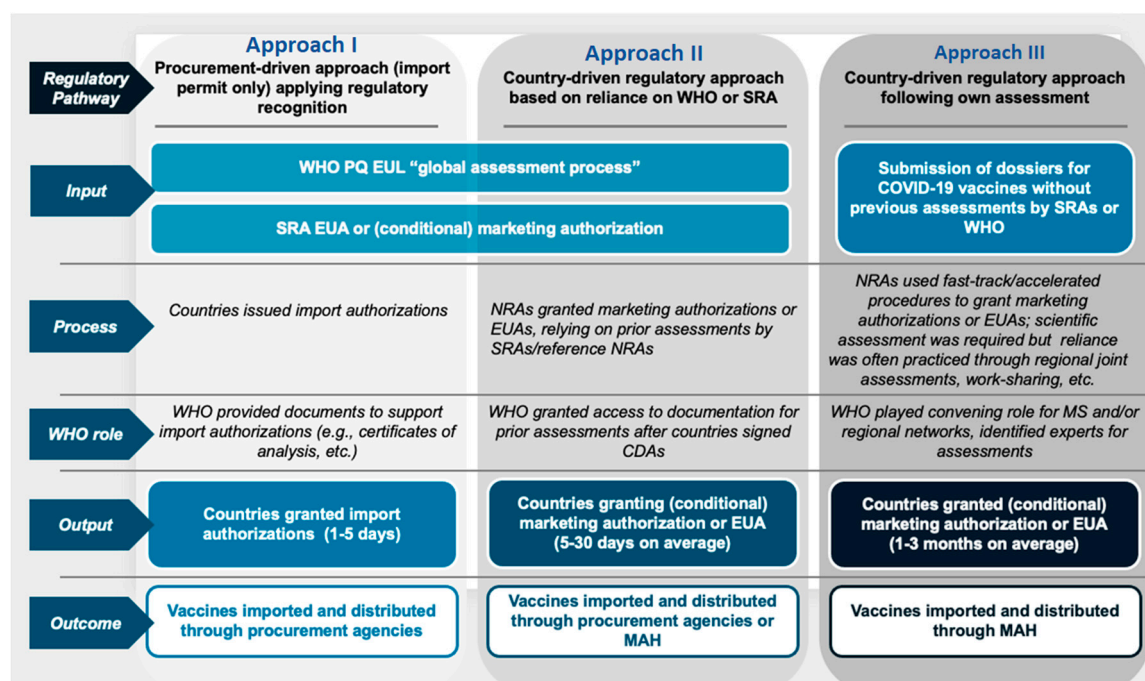 Regulatory
Pathway
Approach I
Procurement-driven approach (import
permit only) applying regulatory
recognition
Approach II
Country-driven regulatory approach
based on reliance on WHO or SRA
Approach III
Country-driven regulatory approach
following own assessment
Input
WHO PQ EUL “global assessment process”
SRA EUA or (conditional) marketing authorization
Submission of dossiers for
COVID-19 vaccines without
previous assessments by SRAs or
WHO
Process
Countries issued import authorizations
NRAs granted marketing authorizations or
EUAs, relying on prior assessments by
SRAs/reference NRAs
NRAs used fast-track/accelerated
procedures to grant marketing
authorizations or EUAs; scientific
assessment was required but reliance
was often practiced through regional joint
assessments, work-sharing, etc.
WHO role
WHO provided documents to support
import authorizations (e.g., certificates of
analysis, etc.)
WHO granted access to documentation for
prior assessments after countries signed
CDAs
WHO played convening role for MS and/or
regional networks, identified experts for
assessments
Output
Countries granted import
authorizations (1-5 days)
Countries granting (conditional)
marketing authorization or EUA
(5-30 days on average)
Countries granted (conditional)
marketing authorization or EUA
(1-3 months on average)
Outcome
Vaccines imported and distributed
through procurement agencies
Vaccines imported and distributed
through procurement agencies or
MAH
Vaccines imported and distributed
through MAH